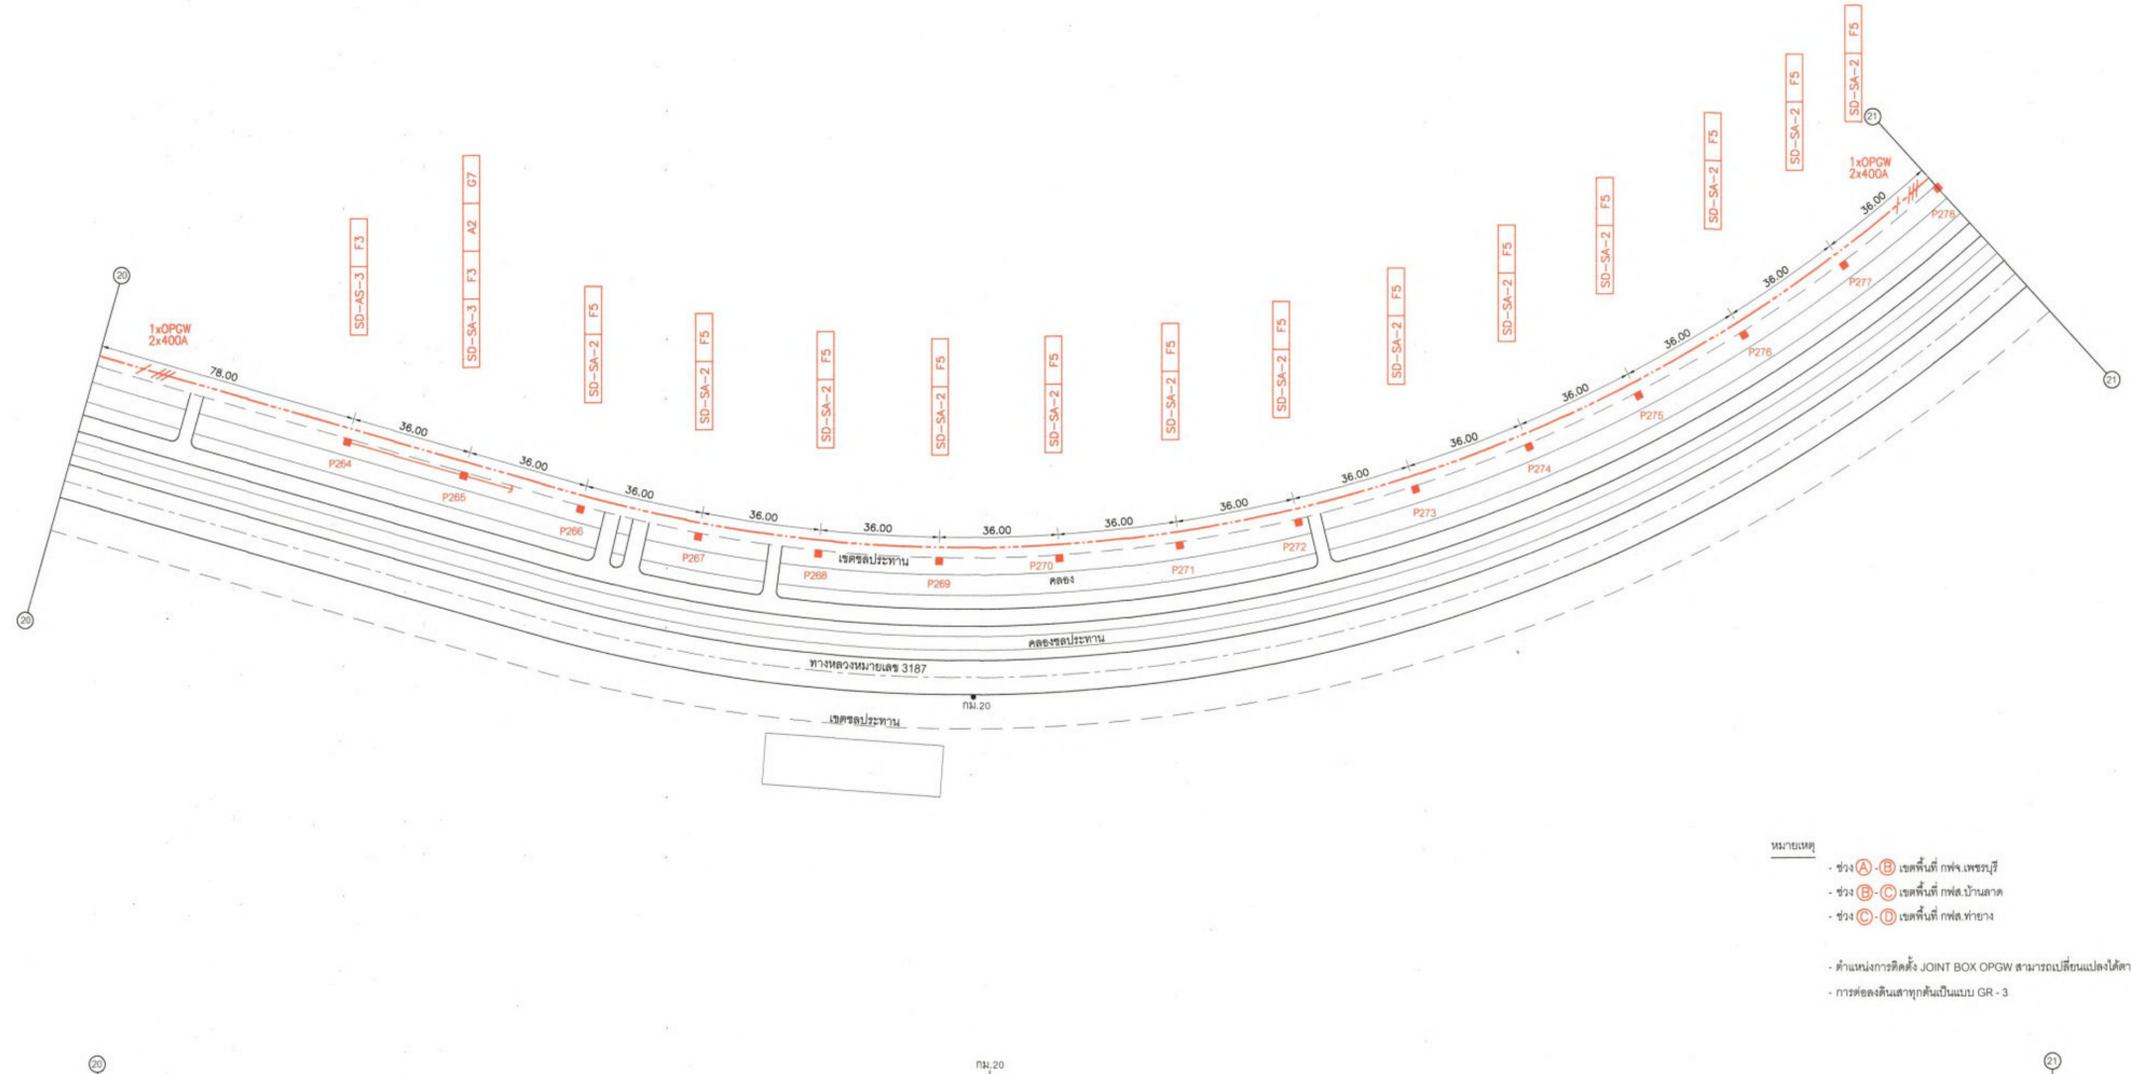 SD-SA-2 F5
SD-SA-2 F5
SD-SA-2 F5
SD-SA-2 F5
SD-SA-2 F5
SD-SA-2 F5
SD-SA-2 F5
SD-SA-2 F5
SD-SA-2 F5
SD-SA-2 F5
SD-SA-2 F5
SD-SA-2 F5
SD-SA-2 F5
SD-SA-3 F3 A2 G7
SD-AS-3 F3
21
20
1xOPGW
2x400A
1xOPGW
2x400A
78.00
36.00
36.00
36.00
36.00
36.00
36.00
36.00
36.00
36.00
36.00
36.00
36.00
36.00
36.00
P264
P265
P266
P267
P268
P269
P270
P271
P272
P273
P274
P275
P276
P277
P278
เขตชลประทาน
คลอง
คลองชลประทาน
ทางหลวงหมายเลข 3187
กม.20
เขตชลประทาน
20
21
หมายเหตุ
- ช่วง A - B เขตพื้นที่ กฟจ.เพชรบุรี
- ช่วง B - C เขตพื้นที่ กฟส.บ้านลาด
- ช่วง C - D เขตพื้นที่ กฟส.ท่ายาง
- ตำแหน่งการติดตั้ง JOINT BOX OPGW สามารถเปลี่ยนแปลงได้ตา
- การต่อลงดินเสาทุกต้นเป็นแบบ GR - 3
20
กม.20
21